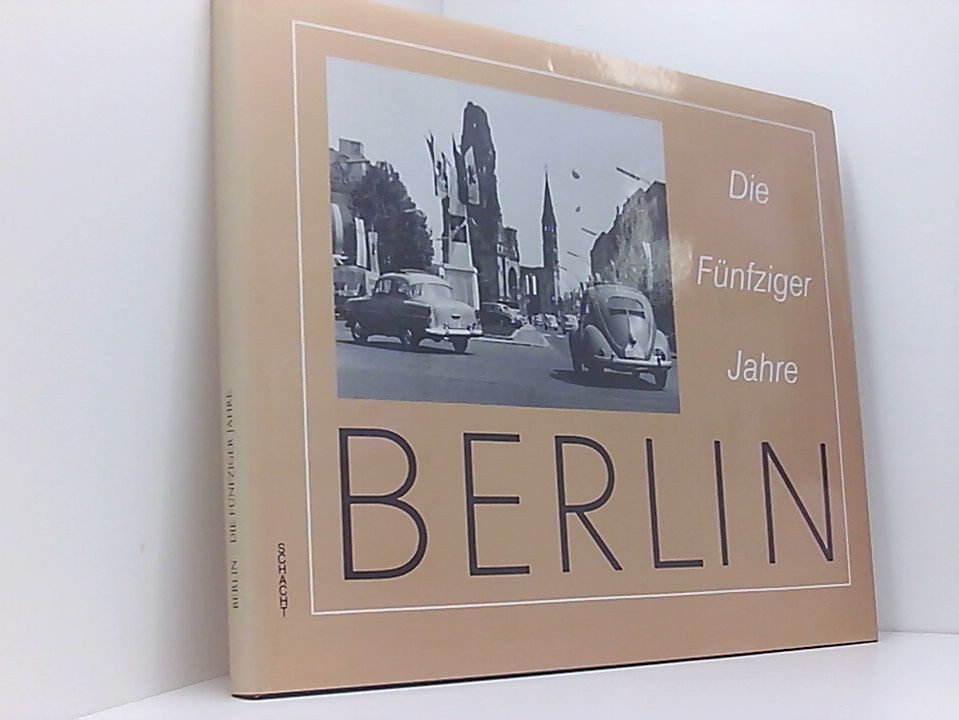 Die
Fünfziger
Jahre
BERLIN
SCHACHT
BERLIN DIE FÜNFZIGER JAHRE